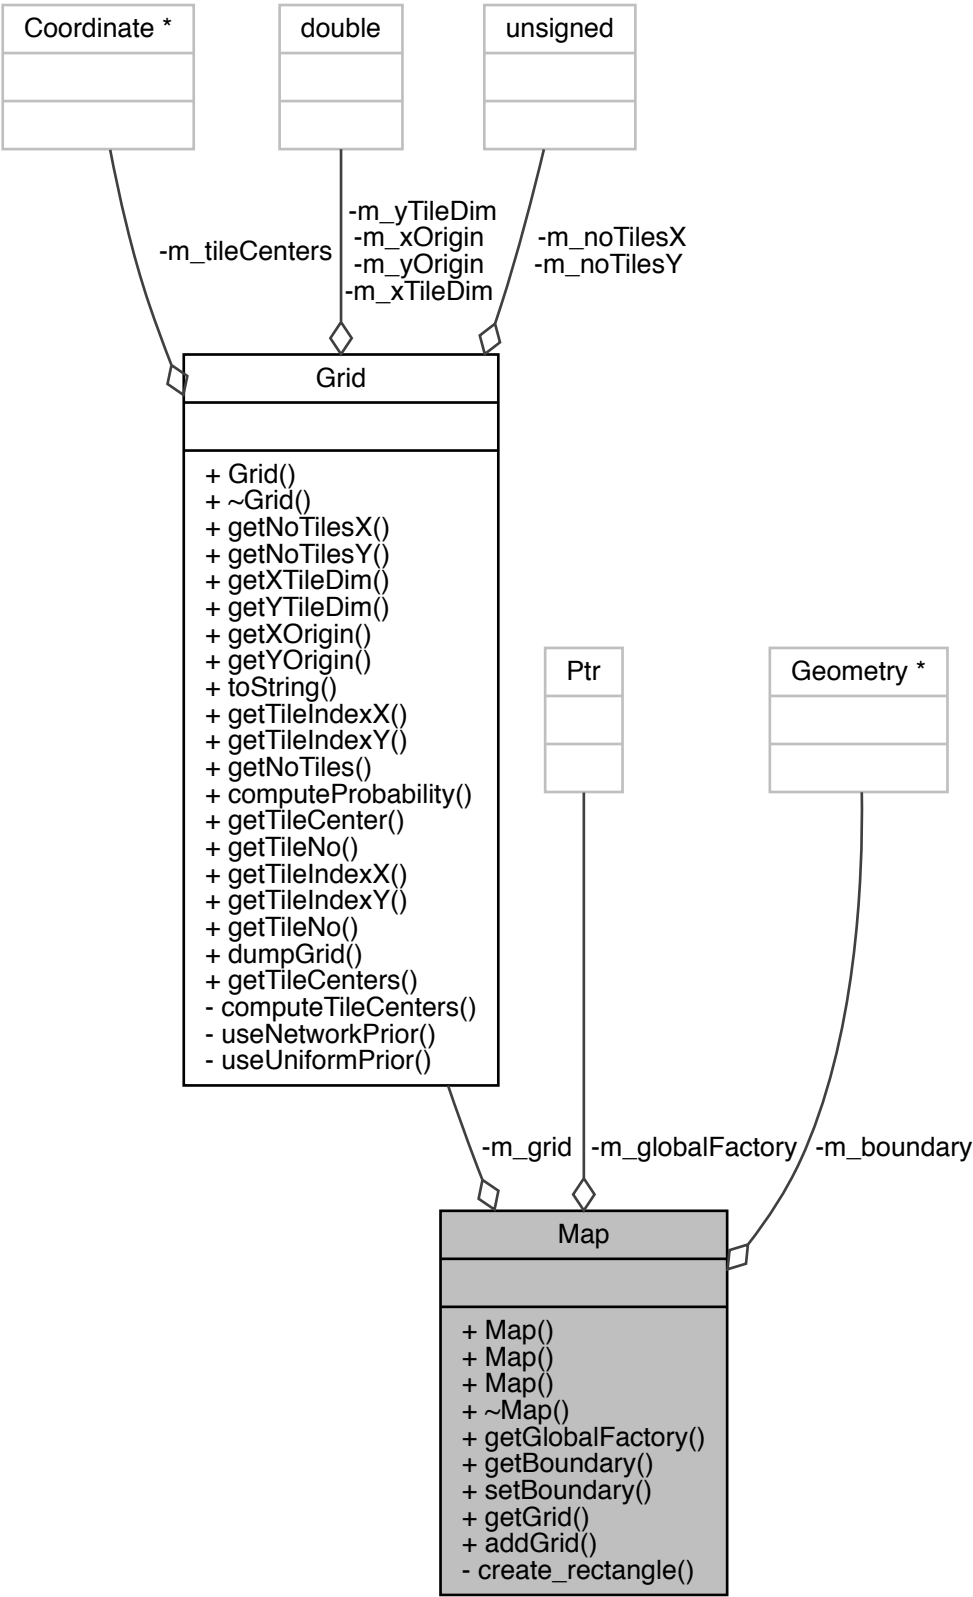 Coordinate *
double
unsigned
-m_tileCenters
-m_yTileDim
-m_xOrigin
-m_yOrigin
-m_xTileDim
-m_noTilesX
-m_noTilesY
Grid
+ Grid()
+ ~Grid()
+ getNoTilesX()
+ getNoTilesY()
+ getXTileDim()
+ getYTileDim()
+ getXOrigin()
+ getYOrigin()
+ toString()
+ getTileIndexX()
+ getTileIndexY()
+ getNoTiles()
+ computeProbability()
+ getTileCenter()
+ getTileNo()
+ getTileIndexX()
+ getTileIndexY()
+ getTileNo()
+ dumpGrid()
+ getTileCenters()
- computeTileCenters()
- useNetworkPrior()
- useUniformPrior()
Ptr
Geometry *
-m_grid
-m_globalFactory
-m_boundary
Map
+ Map()
+ Map()
+ Map()
+ ~Map()
+ getGlobalFactory()
+ getBoundary()
+ setBoundary()
+ getGrid()
+ addGrid()
- create_rectangle()